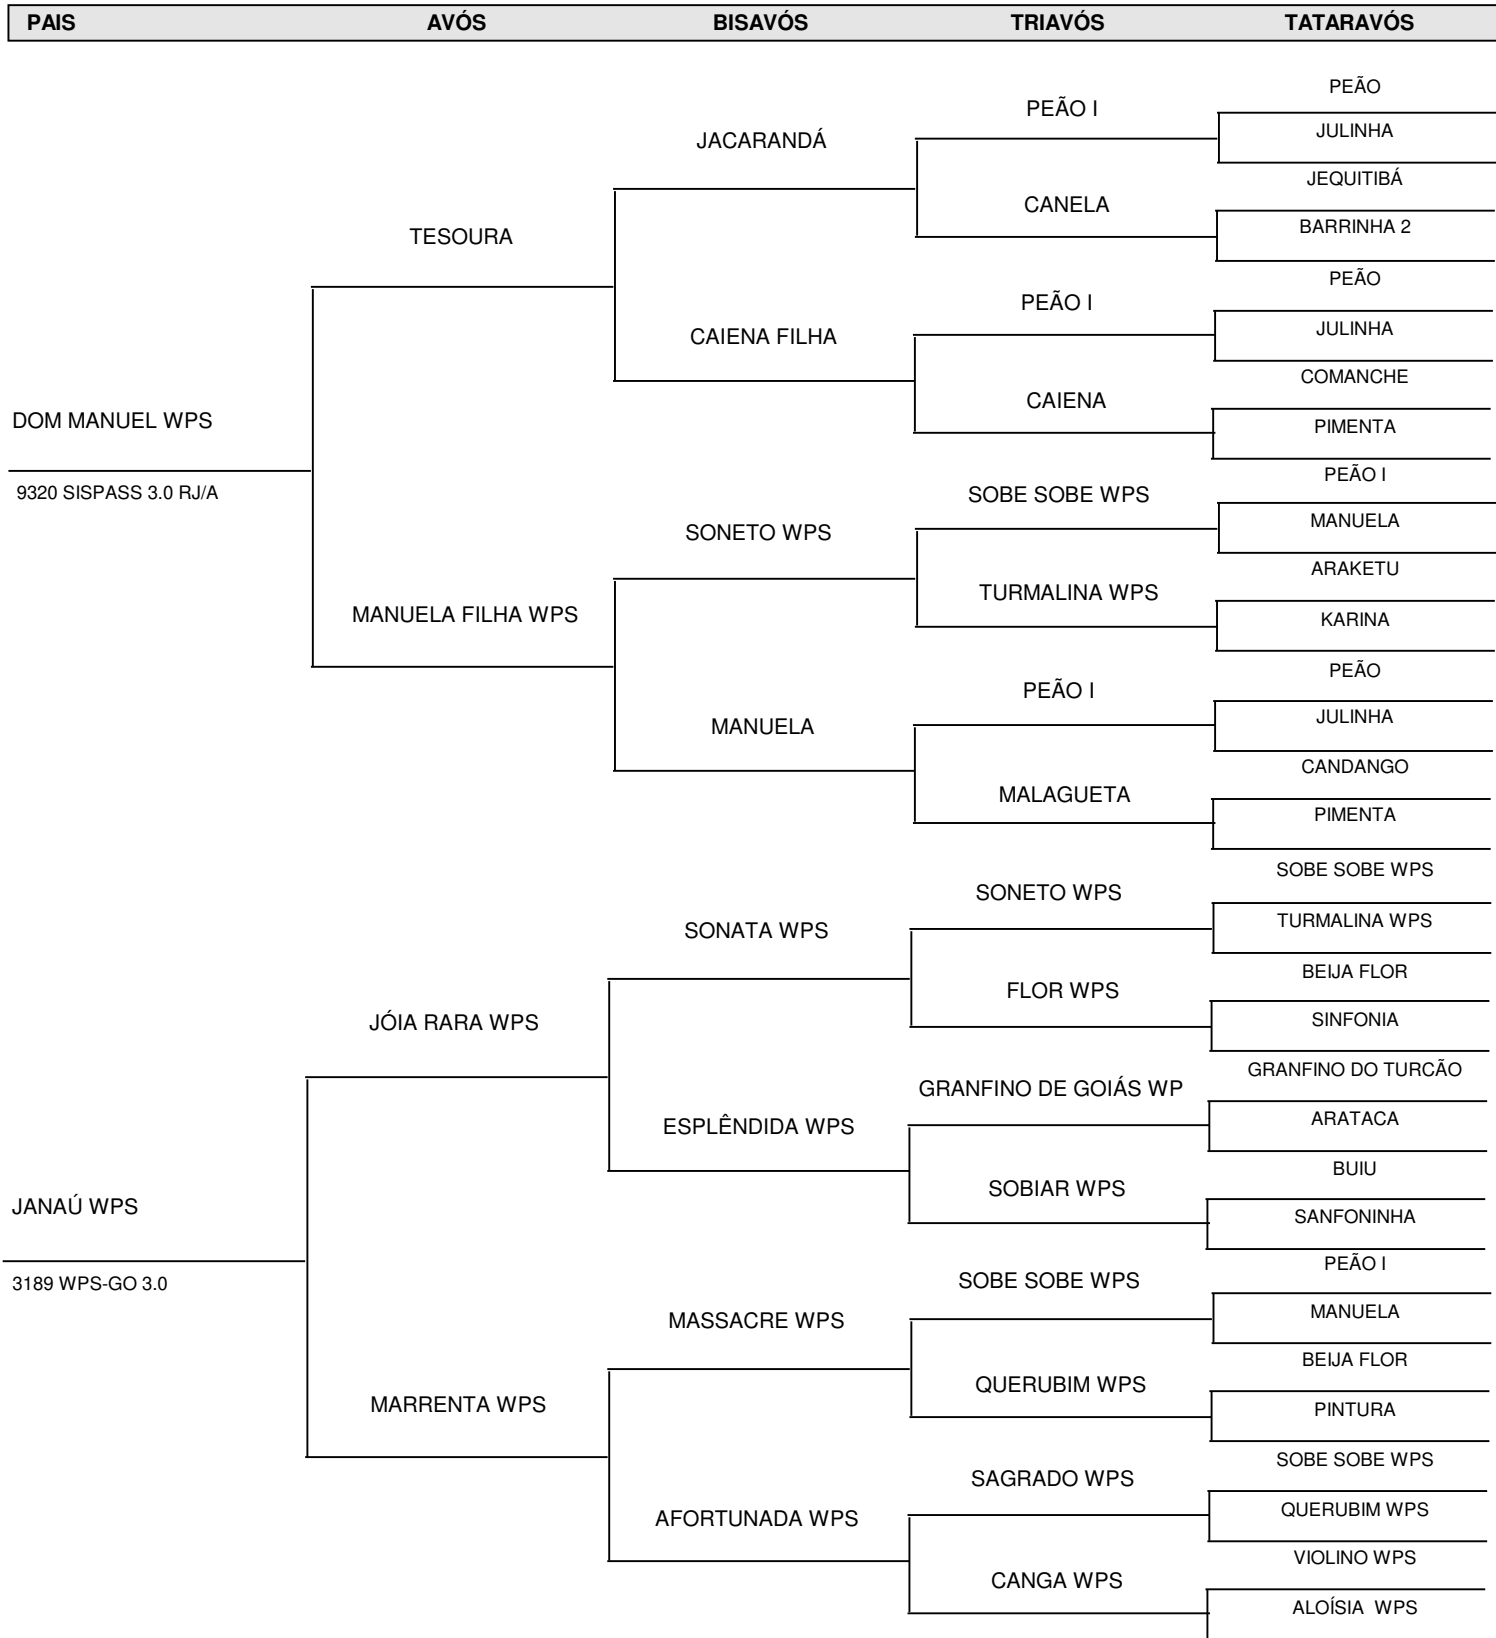 PAIS AVÓS BISAVÓS TRIAVÓS TATARAVÓS
PEÃO
PEÃO I
JULINHA
JACARANDÁ
JEQUITIBÁ
CANELA
BARRINHA 2
TESOURA
PEÃO
PEÃO I
JULINHA
CAIENA FILHA
COMANCHE
CAIENA
PIMENTA
DOM MANUEL WPS
PEÃO I
9320 SISPASS 3.0 RJ/A
SOBE SOBE WPS
MANUELA
SONETO WPS
ARAKETU
TURMALINA WPS
KARINA
MANUELA FILHA WPS
PEÃO
PEÃO I
JULINHA
MANUELA
CANDANGO
MALAGUETA
PIMENTA
SOBE SOBE WPS
SONETO WPS
TURMALINA WPS
SONATA WPS
BEIJA FLOR
FLOR WPS
SINFONIA
JÓIA RARA WPS
GRANFINO DO TURCÃO
GRANFINO DE GOIÁS WP
ARATACA
ESPLÊNDIDA WPS
BUIU
SOBIAR WPS
JANAÚ WPS
SANFONINHA
PEÃO I
3189 WPS-GO 3.0
SOBE SOBE WPS
MANUELA
MASSACRE WPS
BEIJA FLOR
QUERUBIM WPS
MARRENTA WPS
PINTURA
SOBE SOBE WPS
SAGRADO WPS
QUERUBIM WPS
AFORTUNADA WPS
VIOLINO WPS
CANGA WPS
ALOÍSIA WPS